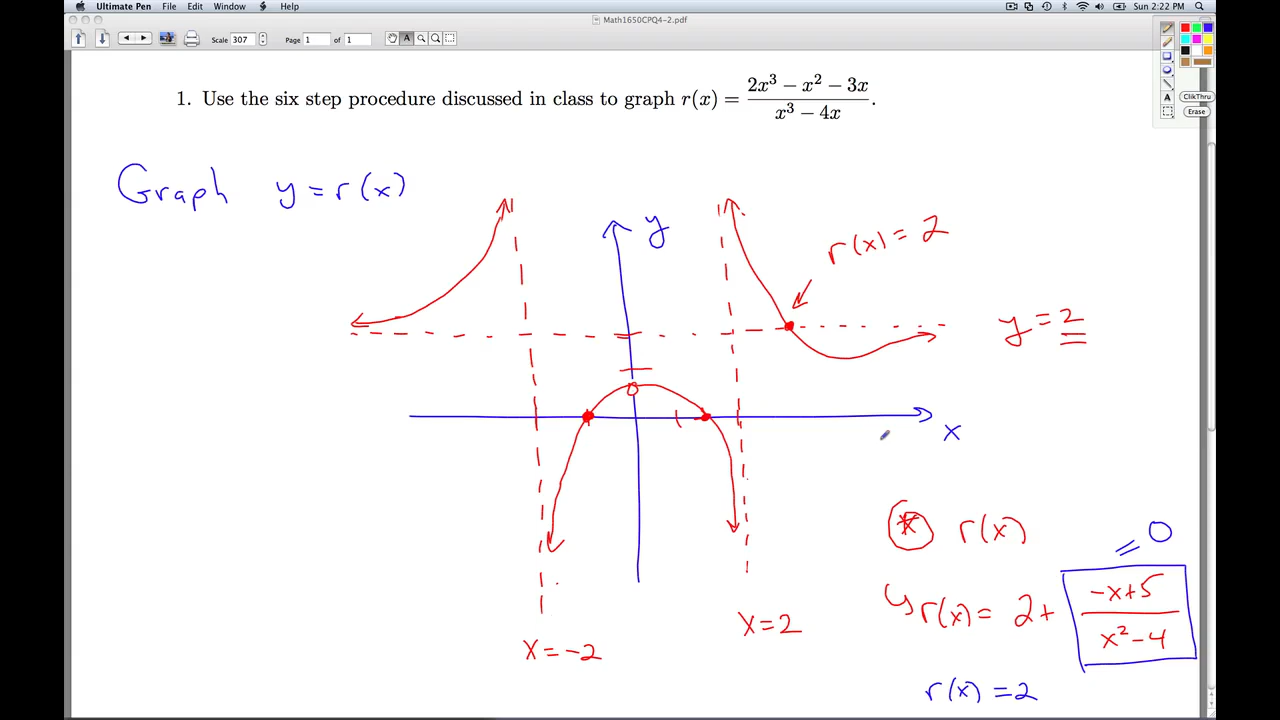 Ultimate Pen File Edit Window Help Sun 2:22 PM
Math1650CPQ4-2.pdf
Scale 307 Page 1 of 1
A
ClikThru
Erase
1. Use the six step procedure discussed in class to graph r(x) = (2x³ − x² − 3x)/(x³ − 4x).
Graph y = r(x)
y
r(x) = 2
y = 2
x
* r(x)
= 0
r(x) = 2 + (-x+5)/(x²-4)
x = 2
x = -2
r(x) = 2